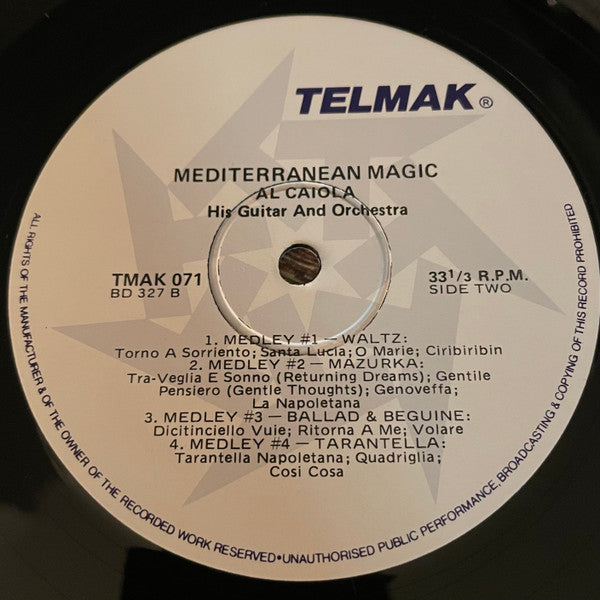 TELMAK®
MEDITERRANEAN MAGIC
AL CAIOLA
His Guitar And Orchestra
TMAK 071
BD 327 B
33 1/3 R.P.M.
SIDE TWO
1. MEDLEY #1 — WALTZ:
Torno A Sorriento; Santa Lucia; O Marie; Ciribiribin
2. MEDLEY #2 — MAZURKA:
Tra-Veglia E Sonno (Returning Dreams); Gentile
Pensiero (Gentle Thoughts); Genoveffa;
La Napoletana
3. MEDLEY #3 — BALLAD & BEGUINE:
Dicitinciello Vuie; Ritorna A Me; Volare
4. MEDLEY #4 — TARANTELLA:
Tarantella Napoletana; Quadriglia;
Cosi Cosa
ALL RIGHTS OF THE MANUFACTURER & OF THE OWNER OF THE RECORDED WORK RESERVED•UNAUTHORISED PUBLIC PERFORMANCE, BROADCASTING & COPYING OF THIS RECORD PROHIBITED